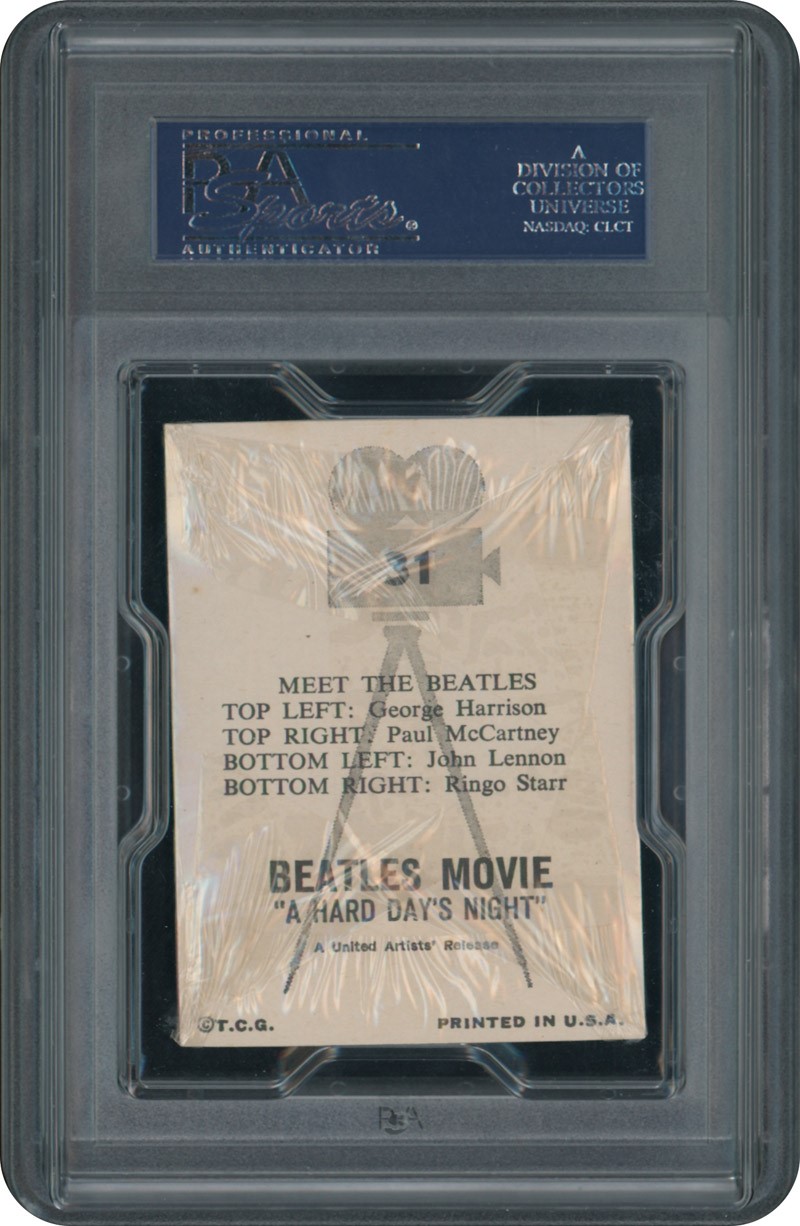 PROFESSIONAL
PSA
Sports®
AUTHENTICATOR
A
DIVISION OF
COLLECTORS
UNIVERSE
NASDAQ: CLCT
31
MEET THE BEATLES
TOP LEFT: George Harrison
TOP RIGHT: Paul McCartney
BOTTOM LEFT: John Lennon
BOTTOM RIGHT: Ringo Starr
BEATLES MOVIE
"A HARD DAY'S NIGHT"
A United Artists' Release
©T.C.G.
PRINTED IN U.S.A.
PSA